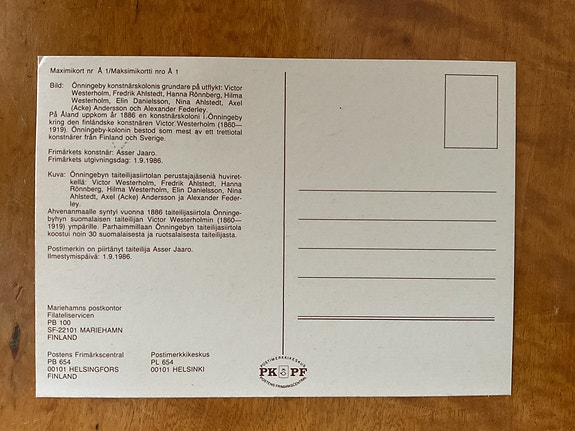 Maximikort nr Å 1/Maksimikortti nro Å 1
Bild: Önningeby konstnärskolonis grundare på utflykt: Victor
Westerholm, Fredrik Ahlstedt, Hanna Rönnberg, Hilma
Westerholm, Elin Danielsson, Nina Ahlstedt, Axel
(Acke) Andersson och Alexander Federley.
På Åland uppkom år 1886 en konstnärskoloni i Önningeby
kring den finländske konstnären Victor Westerholm (1860—
1919). Önningeby-kolonin bestod som mest av ett trettiotal
konstnärer från Finland och Sverige.
Frimärkets konstnär: Asser Jaaro.
Frimärkets utgivningsdag: 1.9.1986.
Kuva: Önningebyn taiteilijasiirtolan perustajajäseniä huviret-
kellä: Victor Westerholm, Fredrik Ahlstedt, Hanna
Rönnberg, Hilma Westerholm, Elin Danielsson, Nina
Ahlstedt, Axel (Acke) Andersson ja Alexander Feder-
ley.
Ahvenanmaalle syntyi vuonna 1886 taiteilijasiirtola Önninge-
byhyn suomalaisen taiteilijan Victor Westerholmin (1860—
1919) ympärille. Parhaimmillaan Önningebyn taiteilijasiirtola
koostui noin 30 suomalaisesta ja ruotsalaisesta taiteilijasta.
Postimerkin on piirtänyt taiteilija Asser Jaaro.
Ilmestymispäivä: 1.9.1986.
Mariehamns postkontor
Filateliservicen
PB 100
SF-22101 MARIEHAMN
FINLAND
Postens Frimärkscentral
PB 654
00101 HELSINGFORS
FINLAND
Postimerkkikeskus
PL 654
00101 HELSINKI
POSTIMERKKIKESKUS
PK PF
POSTENS FRIMÄRKSCENTRAL